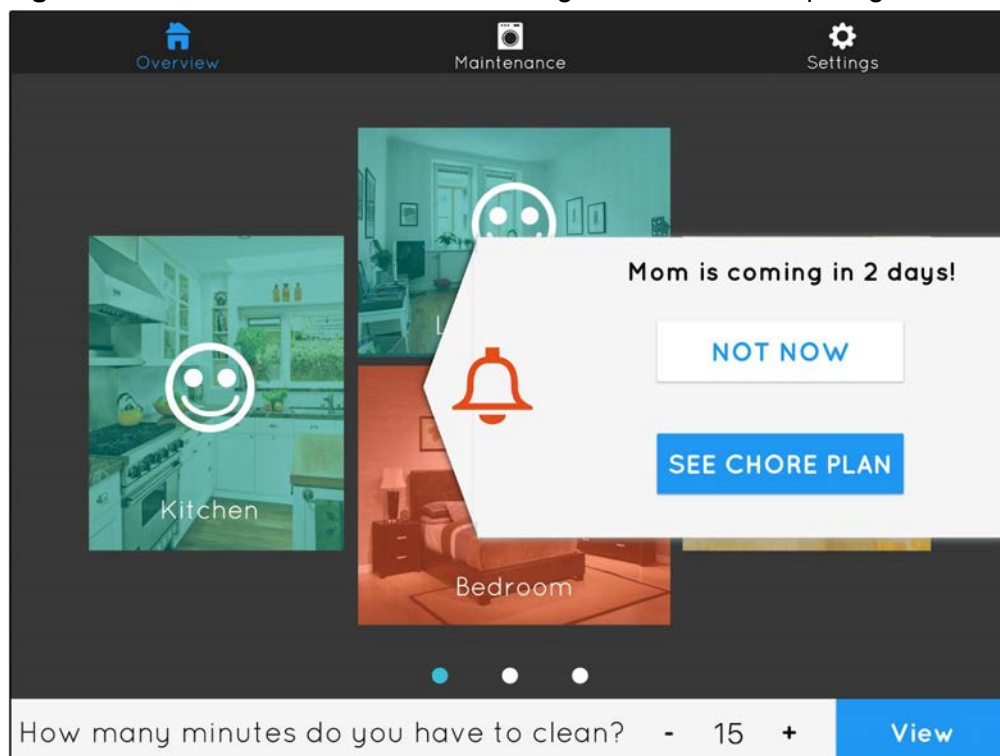 Overview
Maintenance
Settings
Mom is coming in 2 days!
NOT NOW
SEE CHORE PLAN
Kitchen
Bedroom
How many minutes do you have to clean? - 15 + View